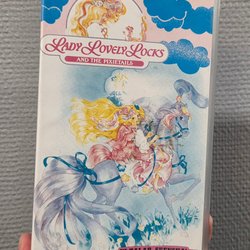 LADY LOVELY LOCKS
AND THE PIXIETAILS